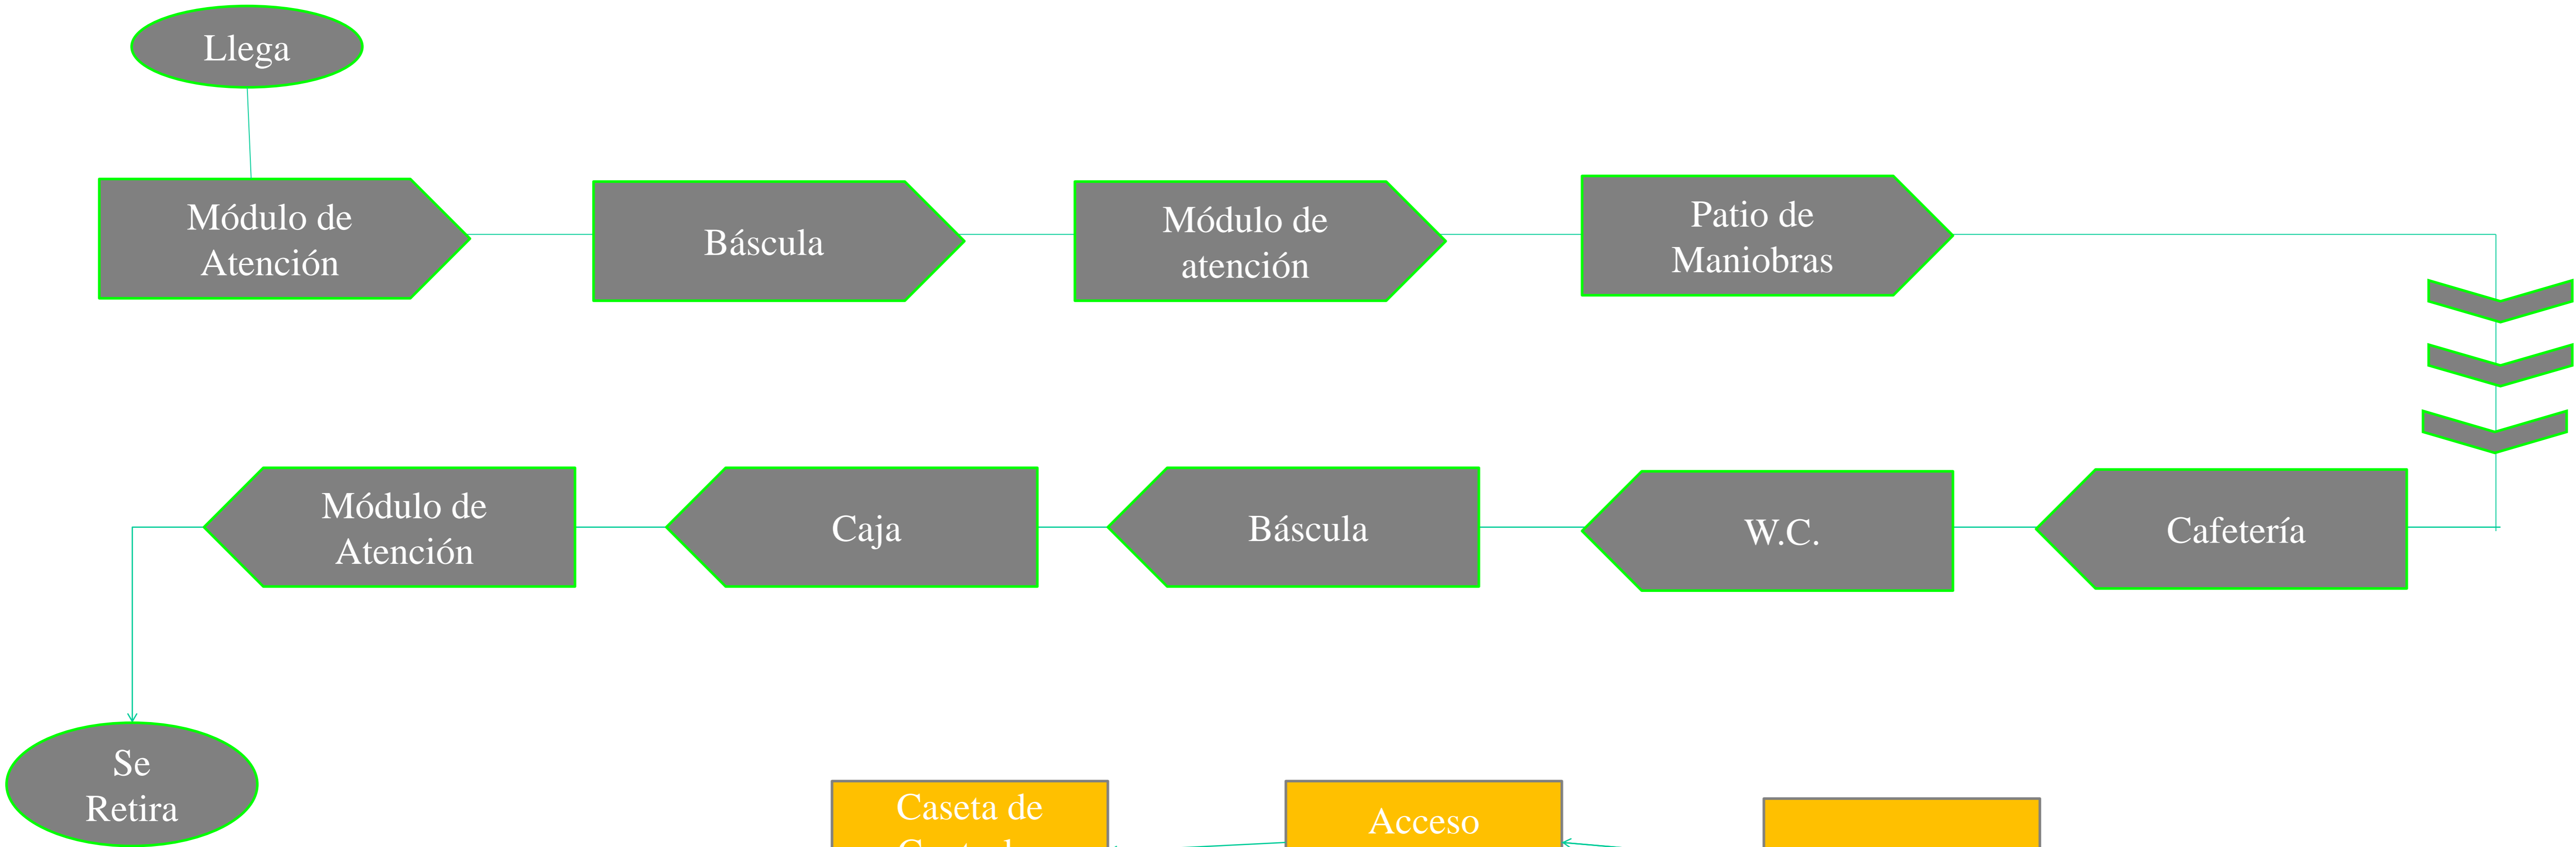 Llega
Módulo de
Atención
Báscula
Módulo de
atención
Patio de
Maniobras
Módulo de
Atención
Caja
Báscula
W.C.
Cafetería
Se
Retira
Caseta de
Acceso